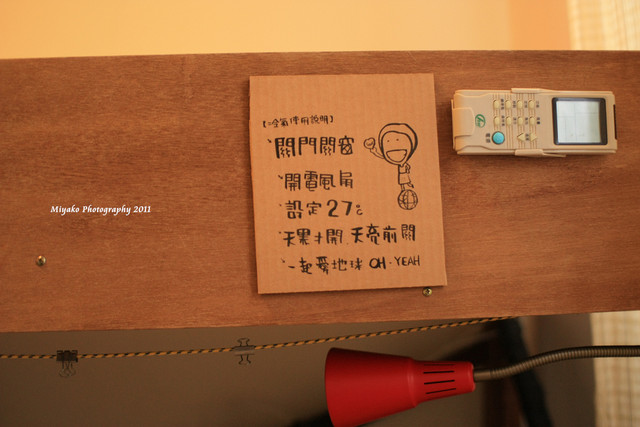 【冷氣使用說明】
、關門關窗
、開電風扇
、設定27℃
、天黑才開、天亮前關
、一起愛地球 OH·YEAH
Miyako Photography 2011